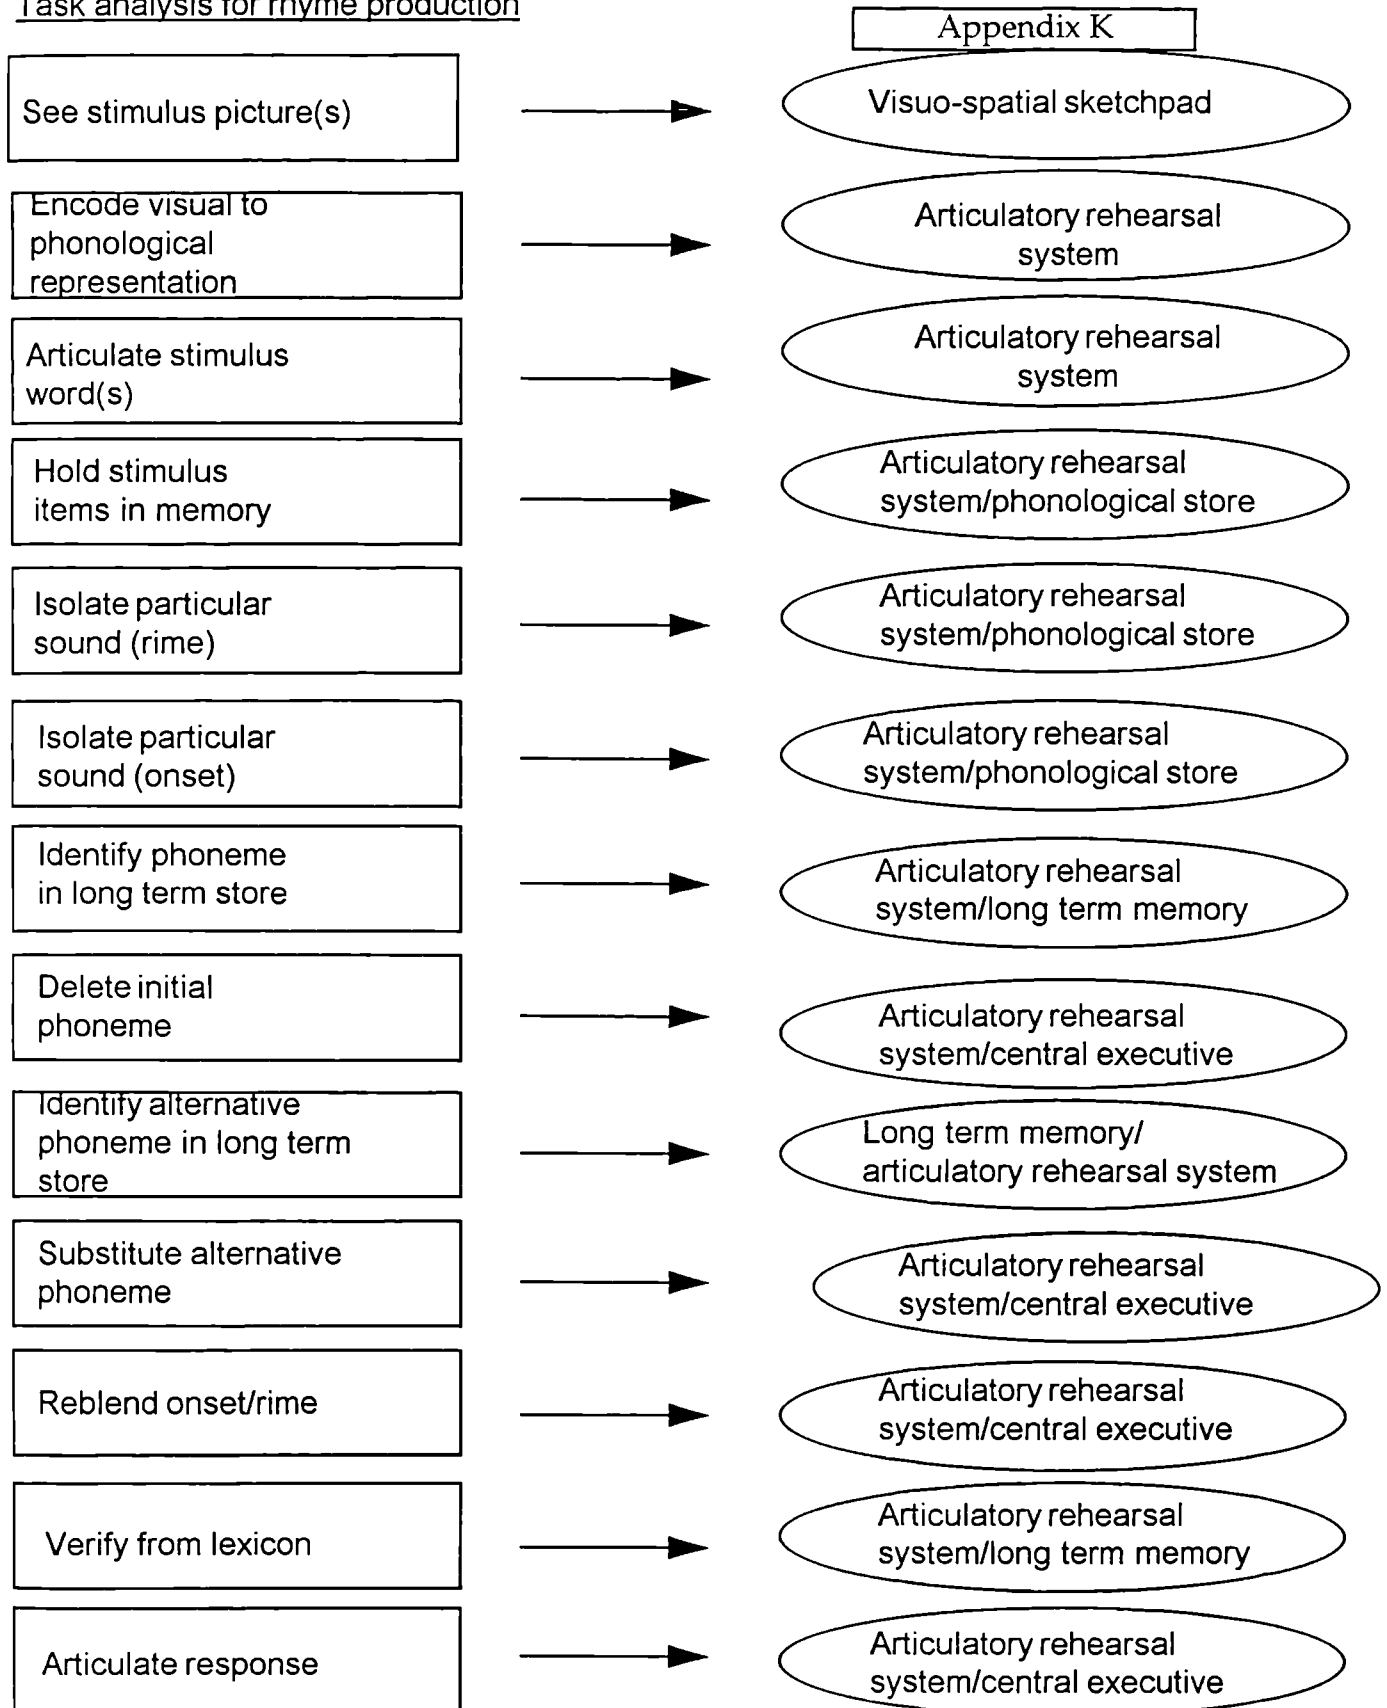 Task analysis for rhyme production
Appendix K
See stimulus picture(s)
Visuo-spatial sketchpad
Encode visual to
phonological
representation
Articulatory rehearsal
system
Articulate stimulus
word(s)
Articulatory rehearsal
system
Hold stimulus
items in memory
Articulatory rehearsal
system/phonological store
Isolate particular
sound (rime)
Articulatory rehearsal
system/phonological store
Isolate particular
sound (onset)
Articulatory rehearsal
system/phonological store
Identify phoneme
in long term store
Articulatory rehearsal
system/long term memory
Delete initial
phoneme
Articulatory rehearsal
system/central executive
Identify alternative
phoneme in long term
store
Long term memory/
articulatory rehearsal system
Substitute alternative
phoneme
Articulatory rehearsal
system/central executive
Reblend onset/rime
Articulatory rehearsal
system/central executive
Verify from lexicon
Articulatory rehearsal
system/long term memory
Articulate response
Articulatory rehearsal
system/central executive